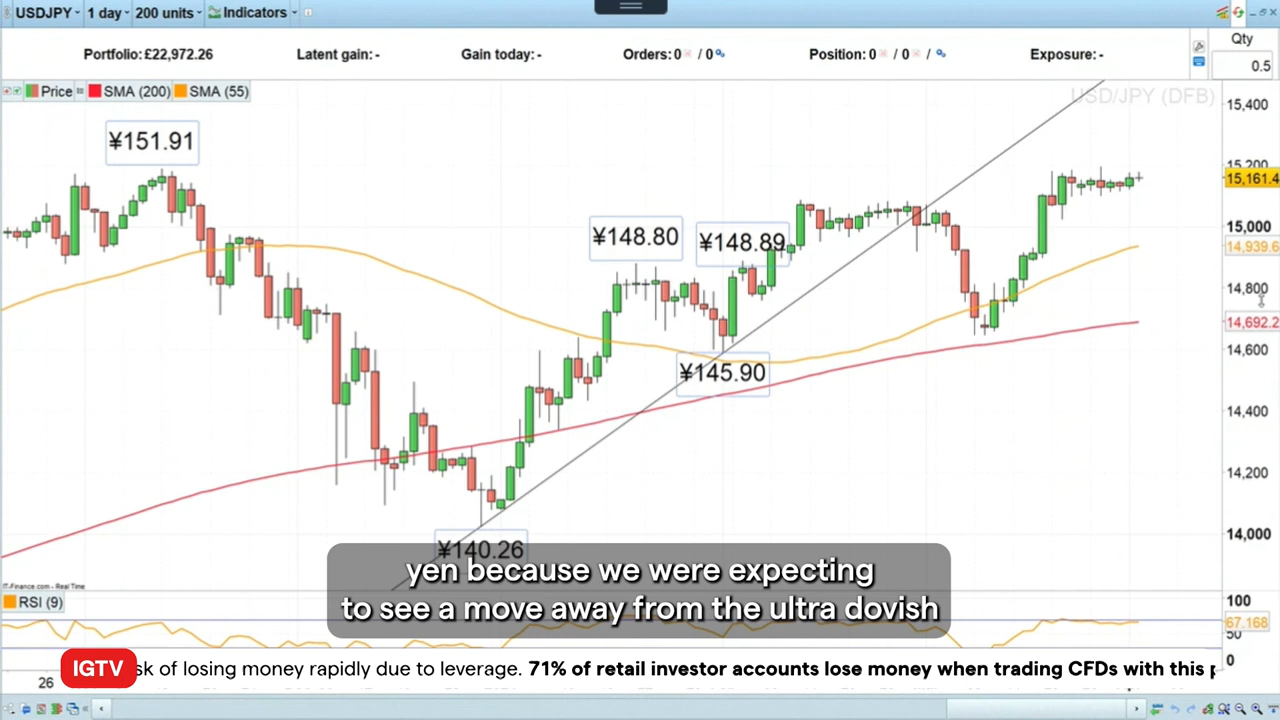 USDJPY 1 day 200 units Indicators
Portfolio: £22,972.26 Latent gain: - Gain today: - Orders: 0 / 0 Position: 0 / 0 / Exposure: - Qty
0.5
Price SMA (200) SMA (55) USD/JPY (DFB)
15,400
¥151.91
15,200
15,161.4
¥148.80 ¥148.89
15,000
14,939.6
14,800
14,692.2
14,600
¥145.90
14,400
14,200
14,000
¥140.26
yen because we were expecting
to see a move away from the ultra dovish
IT-Finance.com - Real Time
RSI (9)
100
67.168
50
0
IGTV sk of losing money rapidly due to leverage. 71% of retail investor accounts lose money when trading CFDs with this p
26